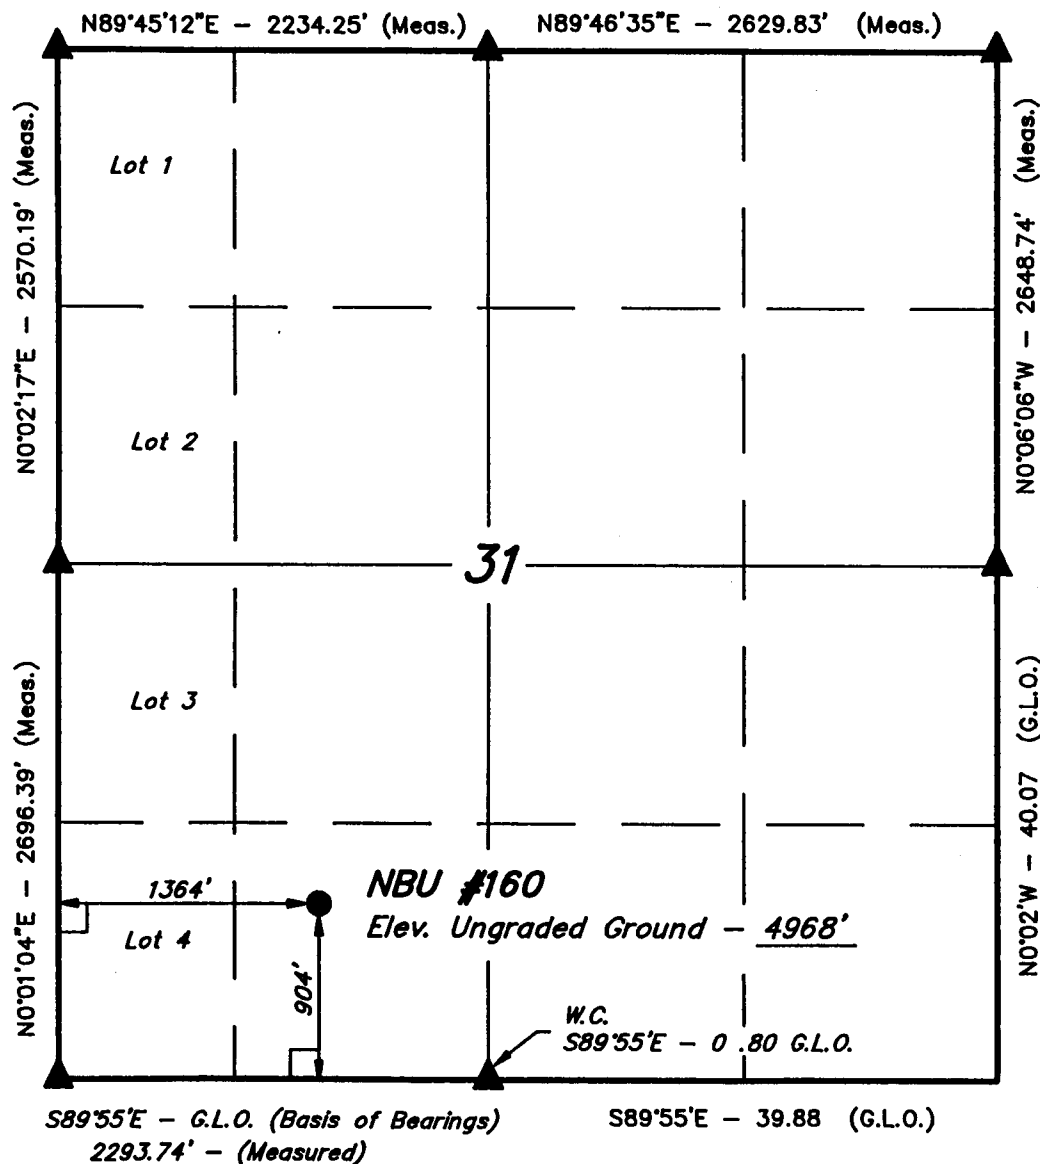 N89°45'12"E - 2234.25' (Meas.)
N89°46'35"E - 2629.83' (Meas.)
N0°02'17"E - 2570.19' (Meas.)
N0°06'06"W - 2648.74' (Meas.)
Lot 1
Lot 2
31
Lot 3
N0°01'04"E - 2696.39' (Meas.)
N0°02'W - 40.07 (G.L.O.)
1364'
NBU #160
Elev. Ungraded Ground - 4968'
Lot 4
904'
W.C.
S89°55'E - 0.80 G.L.O.
S89°55'E - G.L.O. (Basis of Bearings)
2293.74' - (Measured)
S89°55'E - 39.88 (G.L.O.)